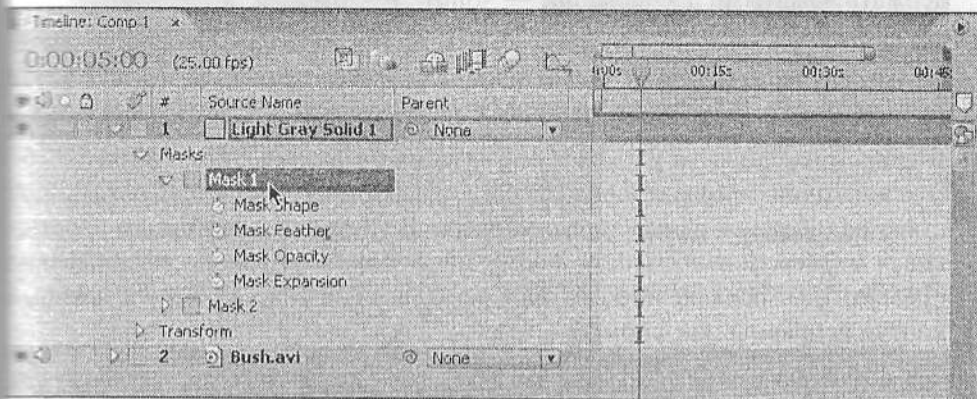 Timeline: Comp 1 ×
0:00:05:00 (25.00 fps)
0:00s 00:15s 00:30s 00:45s
# Source Name Parent
1 Light Gray Solid 1 None
Masks
Mask 1
Mask Shape
Mask Feather
Mask Opacity
Mask Expansion
Mask 2
Transform
2 Bush.avi None